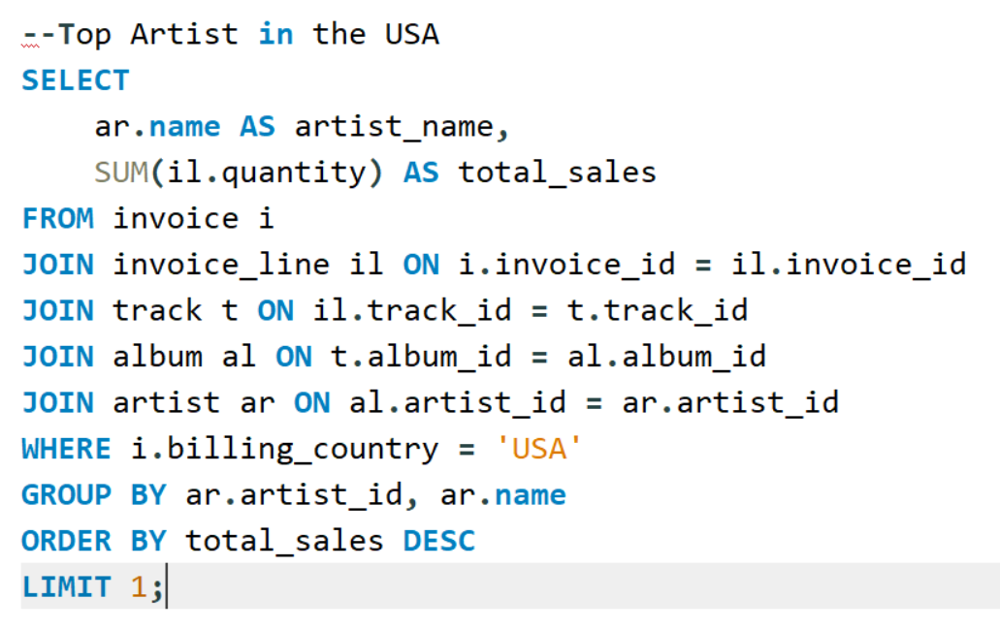 --Top Artist in the USA
SELECT
    ar.name AS artist_name,
    SUM(il.quantity) AS total_sales
FROM invoice i
JOIN invoice_line il ON i.invoice_id = il.invoice_id
JOIN track t ON il.track_id = t.track_id
JOIN album al ON t.album_id = al.album_id
JOIN artist ar ON al.artist_id = ar.artist_id
WHERE i.billing_country = 'USA'
GROUP BY ar.artist_id, ar.name
ORDER BY total_sales DESC
LIMIT 1;